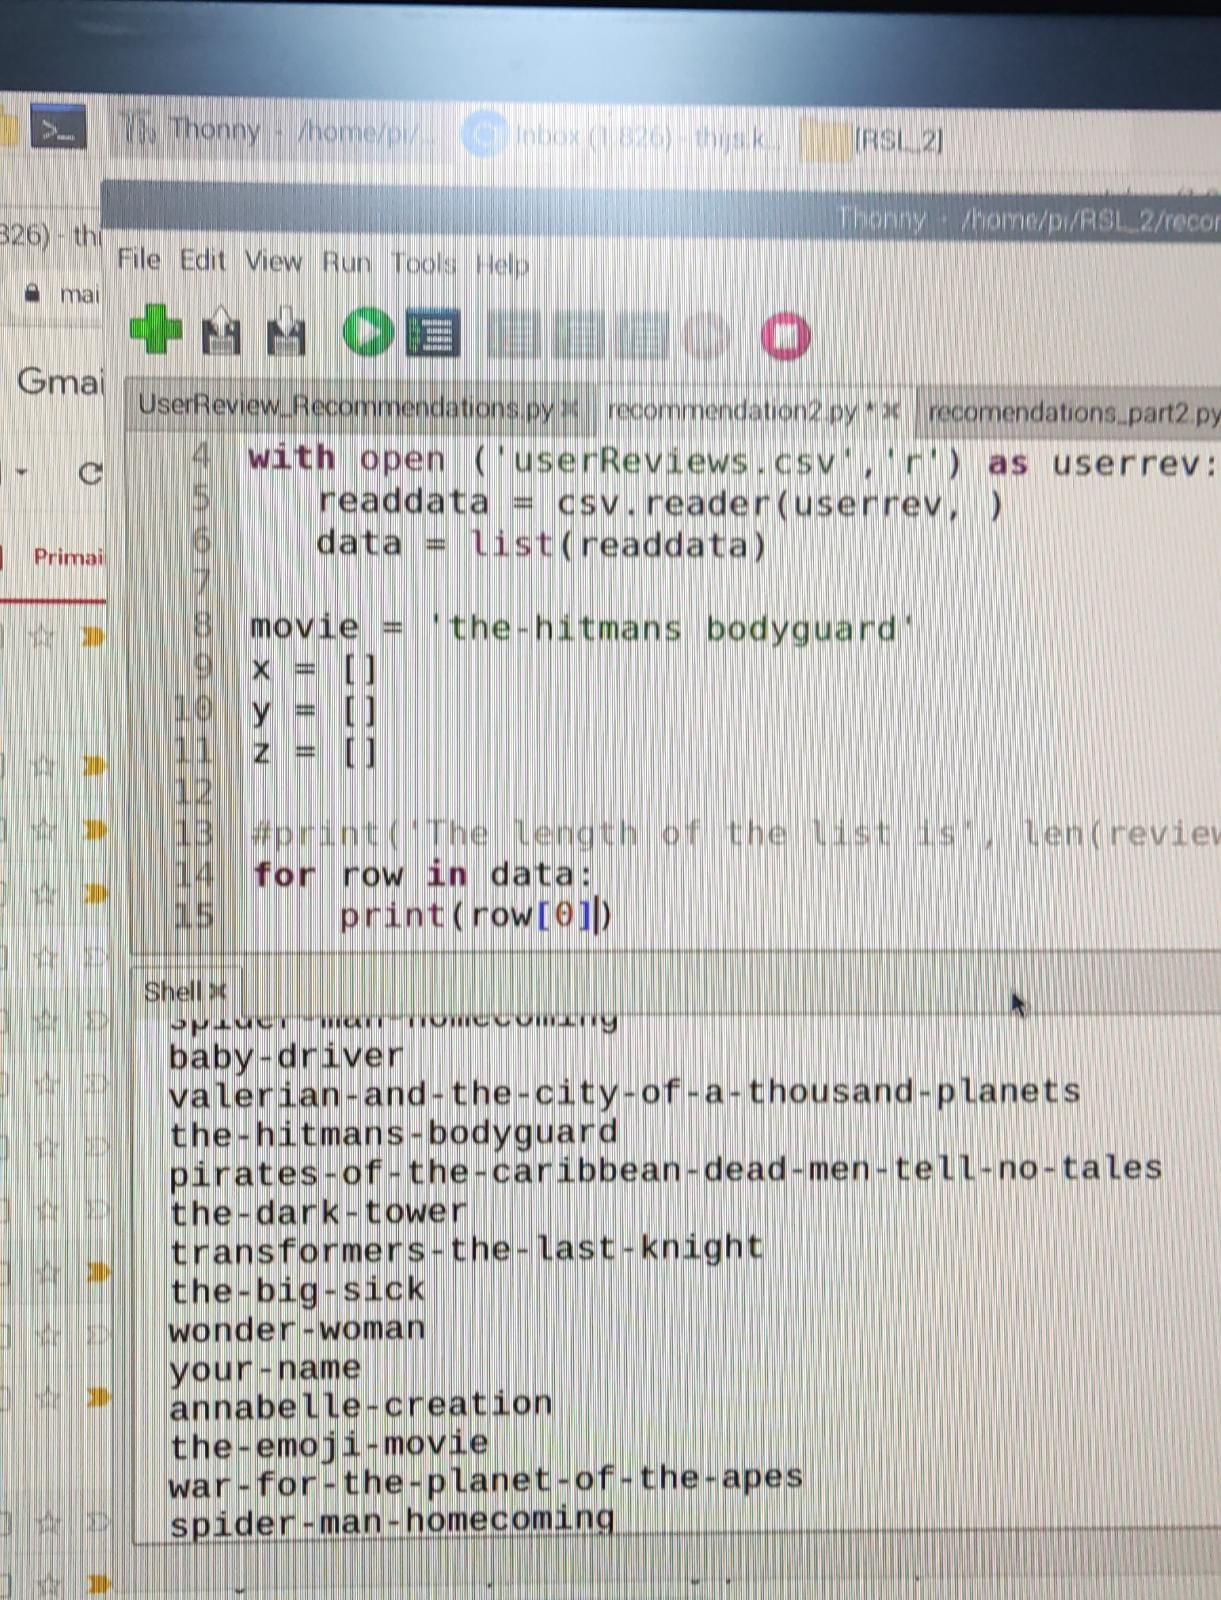 Thonny - /home/pi/... Inbox (1.826) - thijs.k... [RSL_2]
Thonny - /home/pi/RSL_2/recor
326) - thi
File Edit View Run Tools Help
mai
Gmai
UserReview_Recommendations.py recommendation2.py * recomendations_part2.py
Primai
4 with open ('userReviews.csv','r') as userrev:
5 readdata = csv.reader(userrev, )
6 data = list(readdata)
7
8 movie = 'the-hitmans bodyguard'
9 x = []
10 y = []
11 z = []
12
13 #print('The length of the list is', len(review
14 for row in data:
15 print(row[0])
Shell
spider-man-homecoming
baby-driver
valerian-and-the-city-of-a-thousand-planets
the-hitmans-bodyguard
pirates-of-the-caribbean-dead-men-tell-no-tales
the-dark-tower
transformers-the-last-knight
the-big-sick
wonder-woman
your-name
annabelle-creation
the-emoji-movie
war-for-the-planet-of-the-apes
spider-man-homecoming